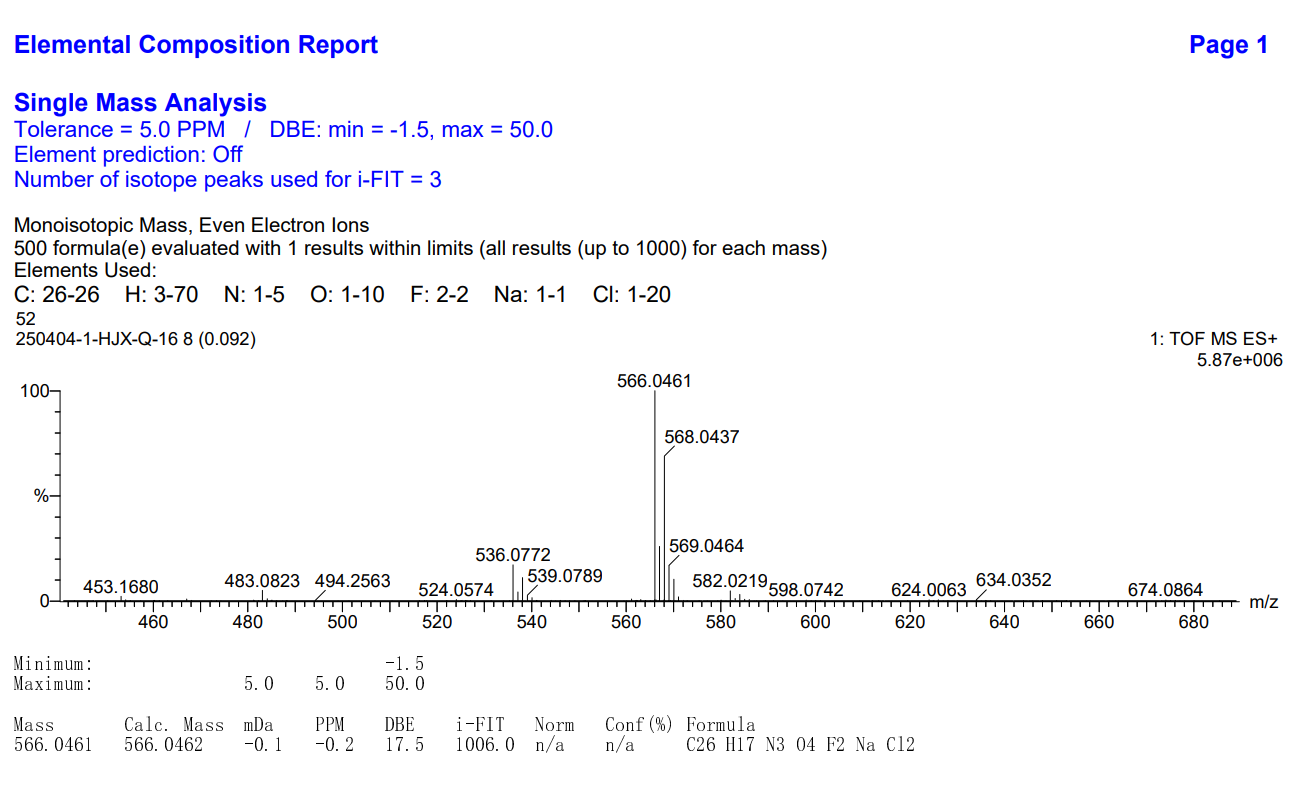 Elemental Composition Report Page 1
Single Mass Analysis
Tolerance = 5.0 PPM / DBE: min = -1.5, max = 50.0
Element prediction: Off
Number of isotope peaks used for i-FIT = 3
Monoisotopic Mass, Even Electron Ions
500 formula(e) evaluated with 1 results within limits (all results (up to 1000) for each mass)
Elements Used:
C: 26-26 H: 3-70 N: 1-5 O: 1-10 F: 2-2 Na: 1-1 Cl: 1-20
52
250404-1-HJX-Q-16 8 (0.092) 1: TOF MS ES+
5.87e+006
566.0461
100
568.0437
%
569.0464
536.0772
539.0789
453.1680 483.0823 494.2563 524.0574 582.0219 598.0742 624.0063 634.0352 674.0864
0 m/z
460 480 500 520 540 560 580 600 620 640 660 680
Minimum: -1.5
Maximum: 5.0 5.0 50.0
Mass Calc. Mass mDa PPM DBE i-FIT Norm Conf(%) Formula
566.0461 566.0462 -0.1 -0.2 17.5 1006.0 n/a n/a C26 H17 N3 O4 F2 Na Cl2